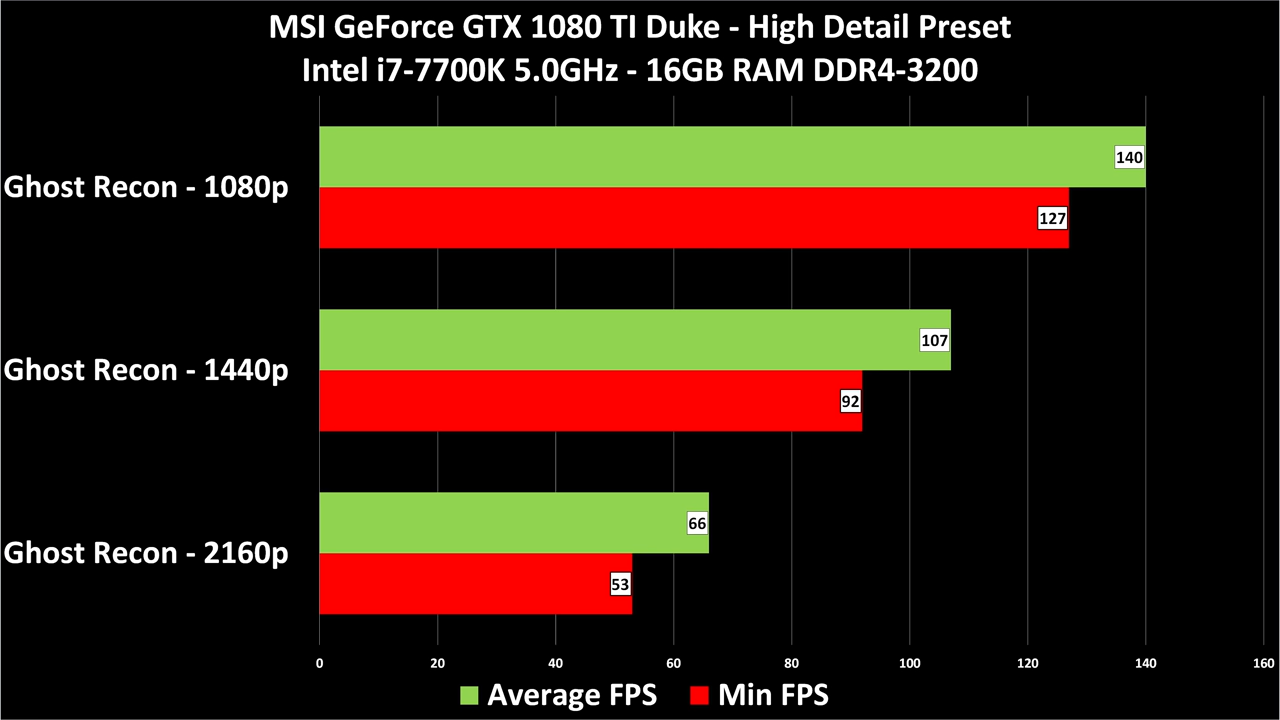 MSI GeForce GTX 1080 TI Duke - High Detail Preset
Intel i7-7700K 5.0GHz - 16GB RAM DDR4-3200
Ghost Recon - 1080p
140
127
Ghost Recon - 1440p
107
92
Ghost Recon - 2160p
66
53
0 20 40 60 80 100 120 140 160
Average FPS Min FPS